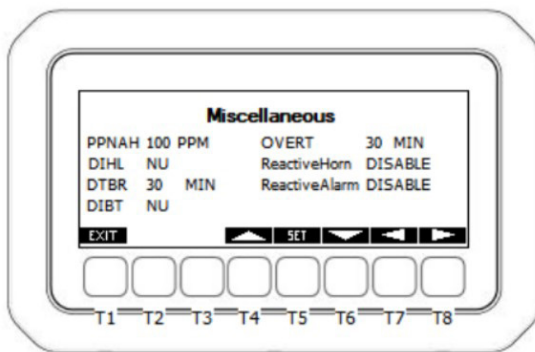 Miscellaneous
PPNAH 100 PPM OVERT 30 MIN
DIHL NU ReactiveHorn DISABLE
DTBR 30 MIN ReactiveAlarm DISABLE
DIBT NU
EXIT SET
T1 T2 T3 T4 T5 T6 T7 T8